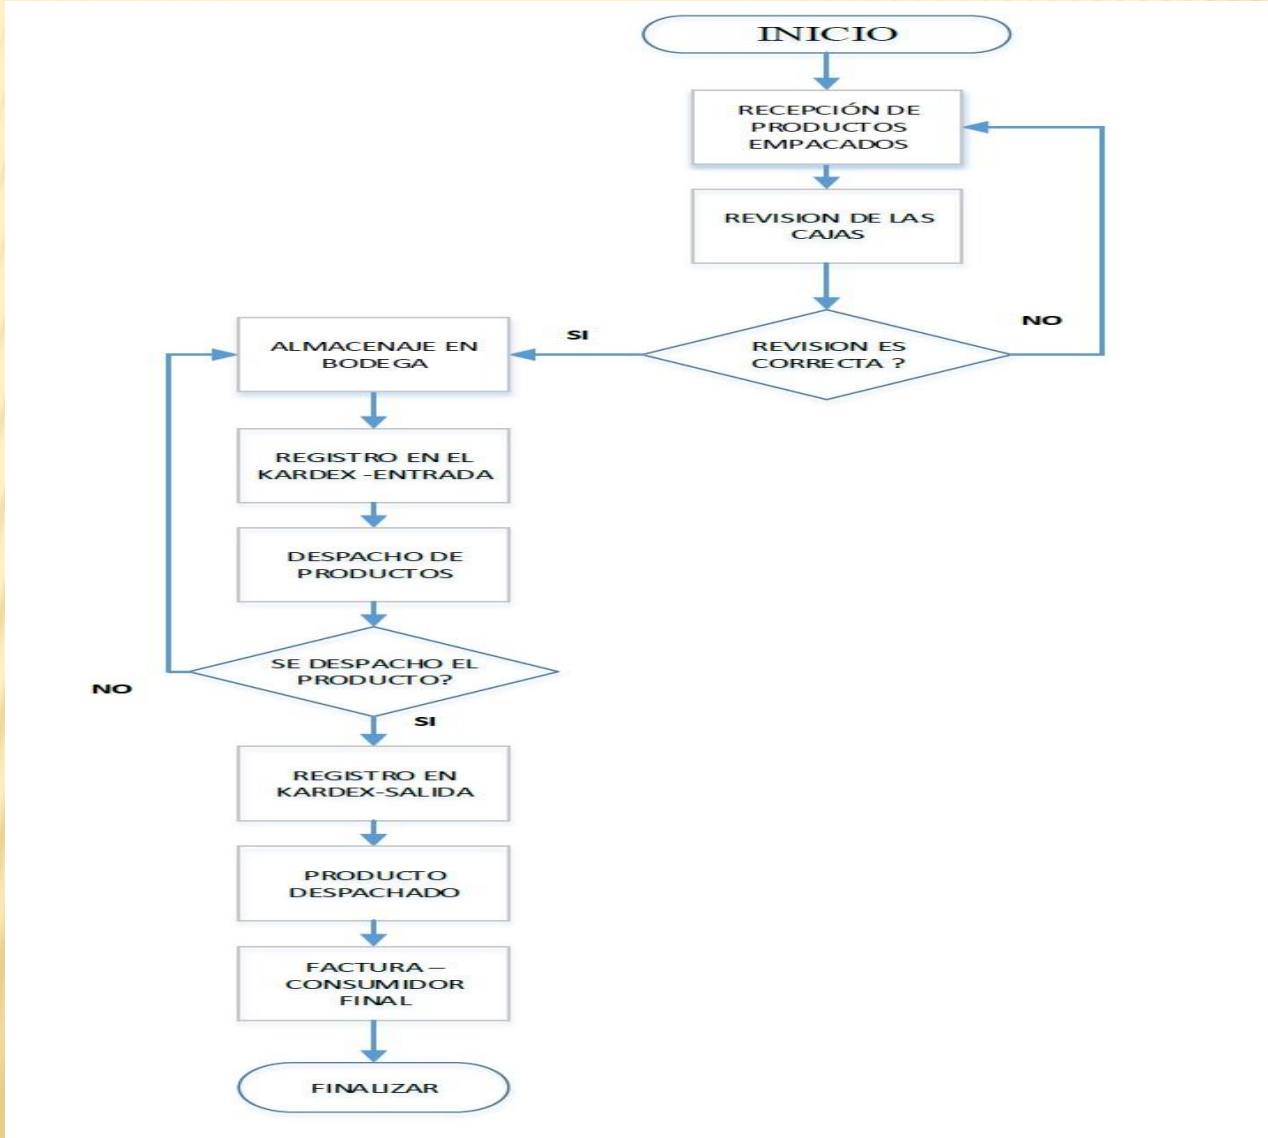 INICIO
RECEPCIÓN DE
PRODUCTOS
EMPACADOS
REVISION DE LAS
CAJAS
REVISION ES
CORRECTA ?
NO
SI
ALMACENAJE EN
BODEGA
REGISTRO EN EL
KARDEX -ENTRADA
DESPACHO DE
PRODUCTOS
SE DESPACHO EL
PRODUCTO?
NO
SI
REGISTRO EN
KARDEX-SALIDA
PRODUCTO
DESPACHADO
FACTURA –
CONSUMIDOR
FINAL
FINALIZAR